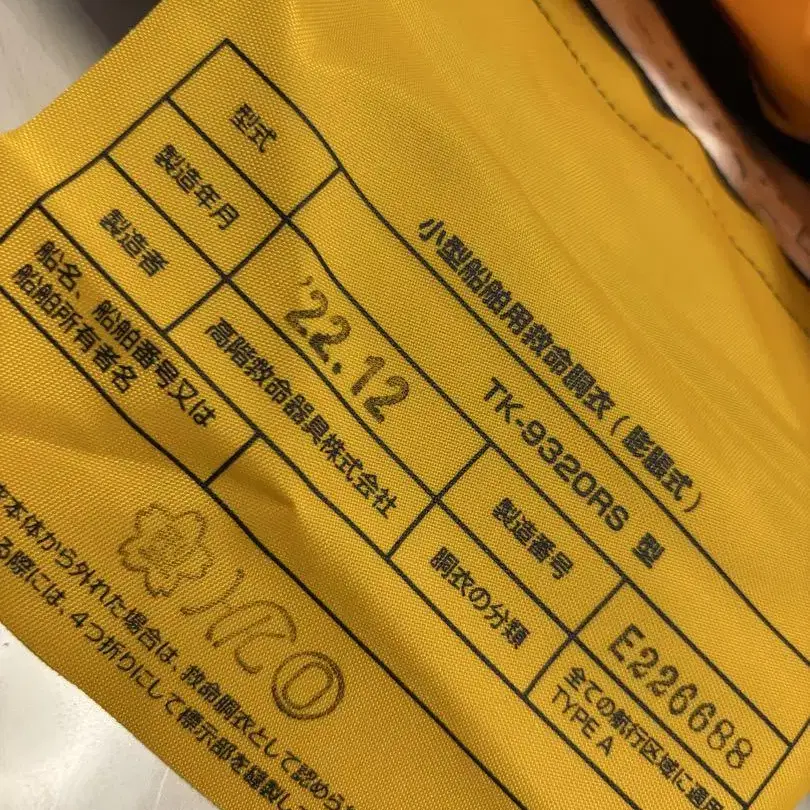 型式
小型船舶用救命胴衣(膨脹式)
TK-9320RS 型
製造年月
'22.12
製造番号
E226688
製造者
高階救命器具株式会社
胴衣の分類
全ての航行区域に適
TYPE A
船名、船舶番号又は
船舶所有者名
本体から外れた場合は、救命胴衣として認めら
る際には、4つ折りにして標示部を縫製し